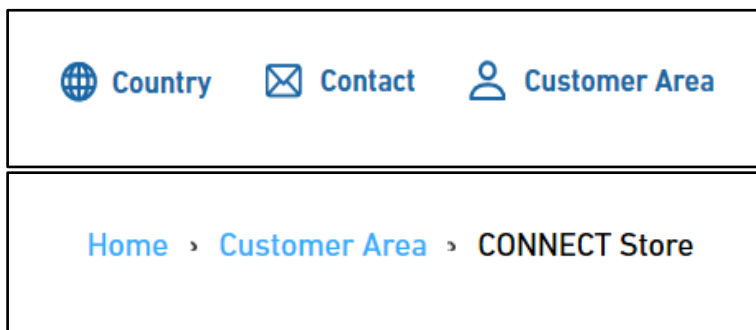 Country Contact Customer Area
Home › Customer Area › CONNECT Store